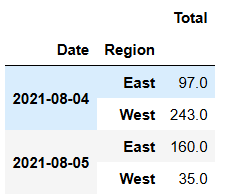 Total
Date Region
2021-08-04 East 97.0
West 243.0
2021-08-05 East 160.0
West 35.0